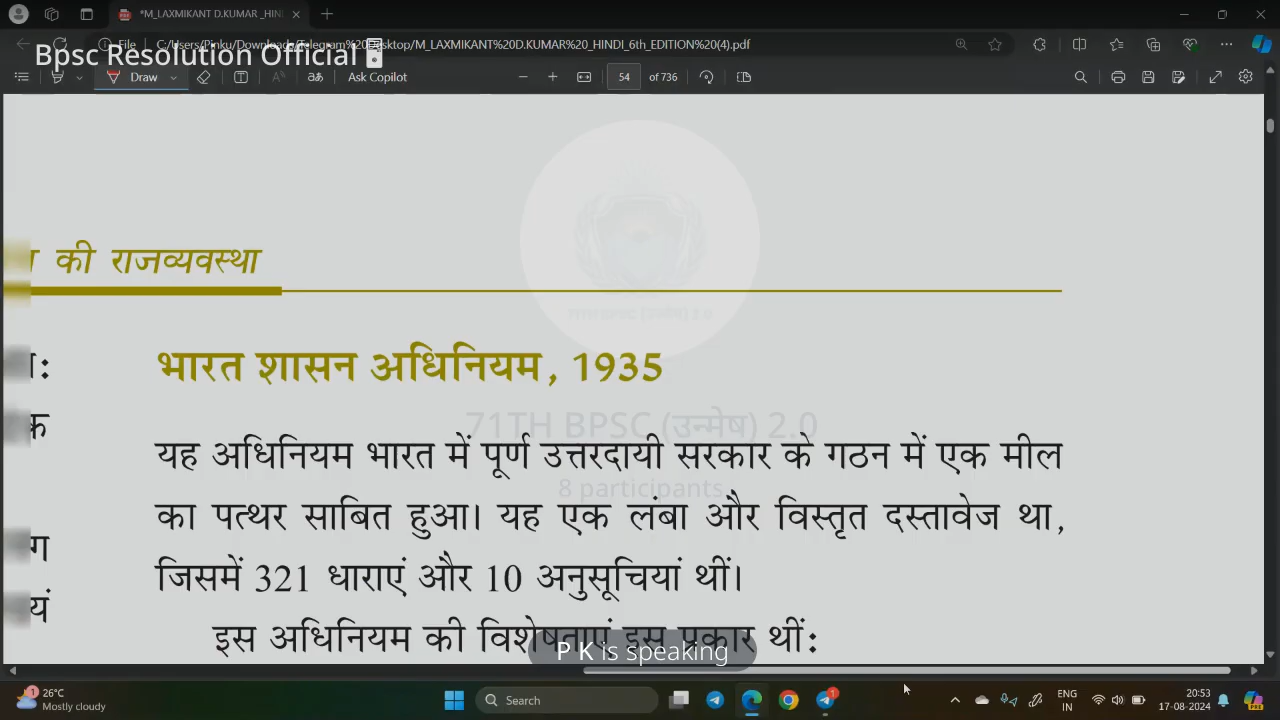 *M_LAXMIKANT D.KUMAR _HIN
File C:/Users/Pinku/Downloads/Telegram%20Desktop/M_LAXMIKANT%20D.KUMAR%20_HINDI_6th_EDITION%20(4).pdf
Bpsc Resolution Official
Draw Ask Copilot 54 of 736
की राजव्यवस्था
भारत शासन अधिनियम, 1935
71TH BPSC (उन्मेष) 2.0
यह अधिनियम भारत में पूर्ण उत्तरदायी सरकार के गठन में एक मील
8 participants
का पत्थर साबित हुआ। यह एक लंबा और विस्तृत दस्तावेज था,
जिसमें 321 धाराएं और 10 अनुसूचियां थीं।
इस अधिनियम की विशेषताएं इस प्रकार थीं:
P K is speaking
1 26°C
Mostly cloudy
Search
1
ENG
IN
20:53
17-08-2024